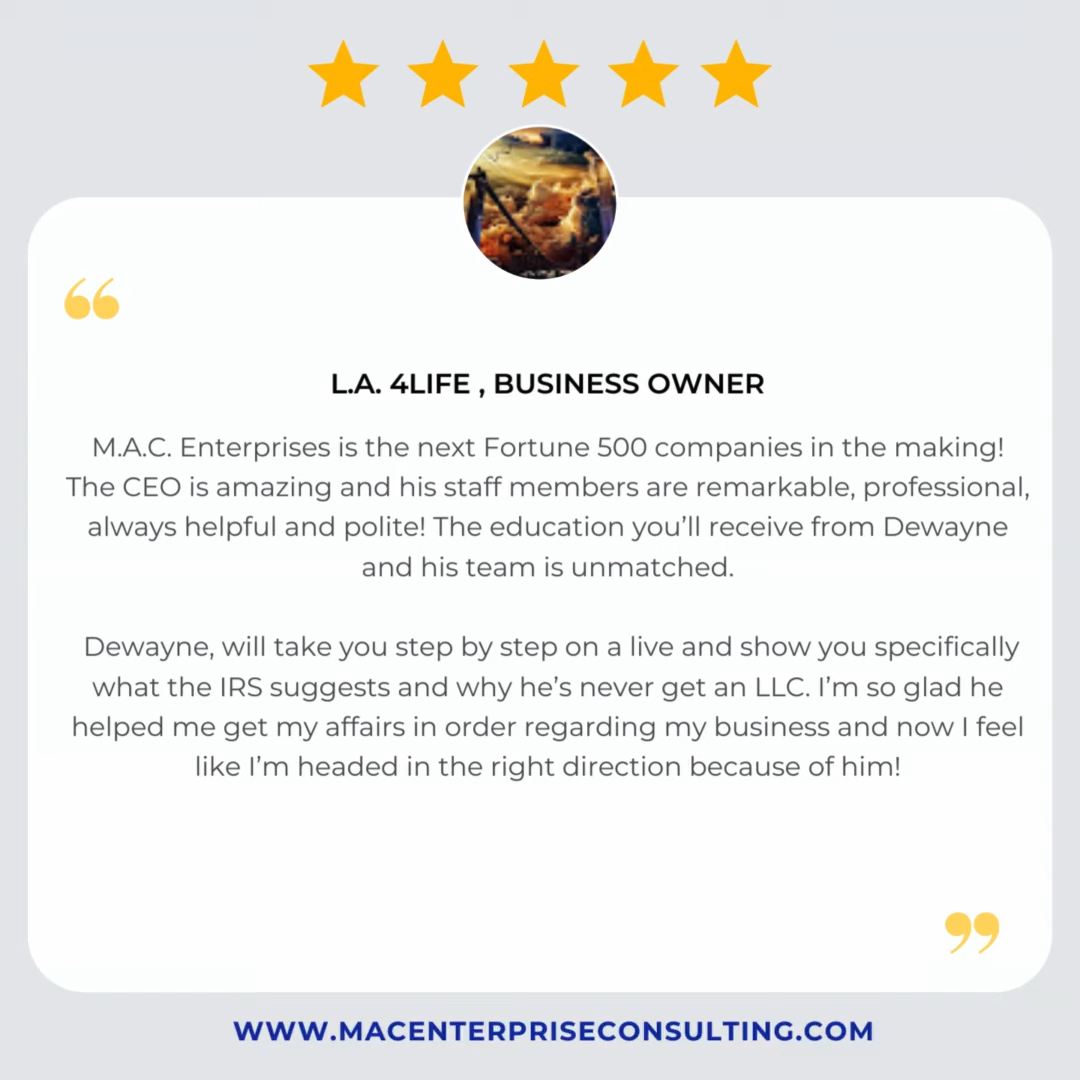 L.A. 4LIFE , BUSINESS OWNER
M.A.C. Enterprises is the next Fortune 500 companies in the making!
The CEO is amazing and his staff members are remarkable, professional,
always helpful and polite! The education you’ll receive from Dewayne
and his team is unmatched.
Dewayne, will take you step by step on a live and show you specifically
what the IRS suggests and why he’s never get an LLC. I’m so glad he
helped me get my affairs in order regarding my business and now I feel
like I’m headed in the right direction because of him!
WWW.MACENTERPRISECONSULTING.COM